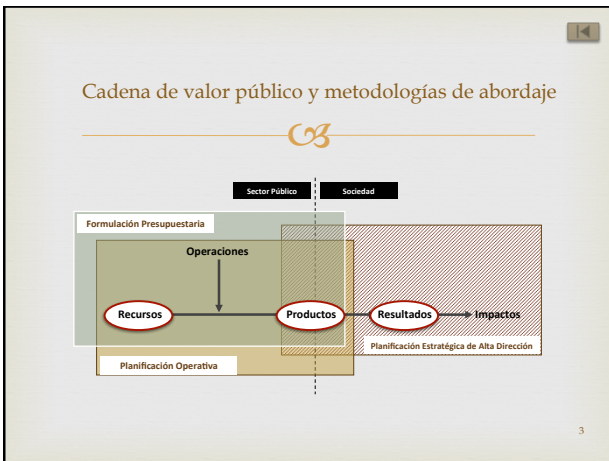 Cadena de valor público y metodologías de abordaje
Sector Público
Sociedad
Formulación Presupuestaria
Operaciones
Recursos
Productos
Resultados
Impactos
Planificación Estratégica de Alta Dirección
Planificación Operativa
3